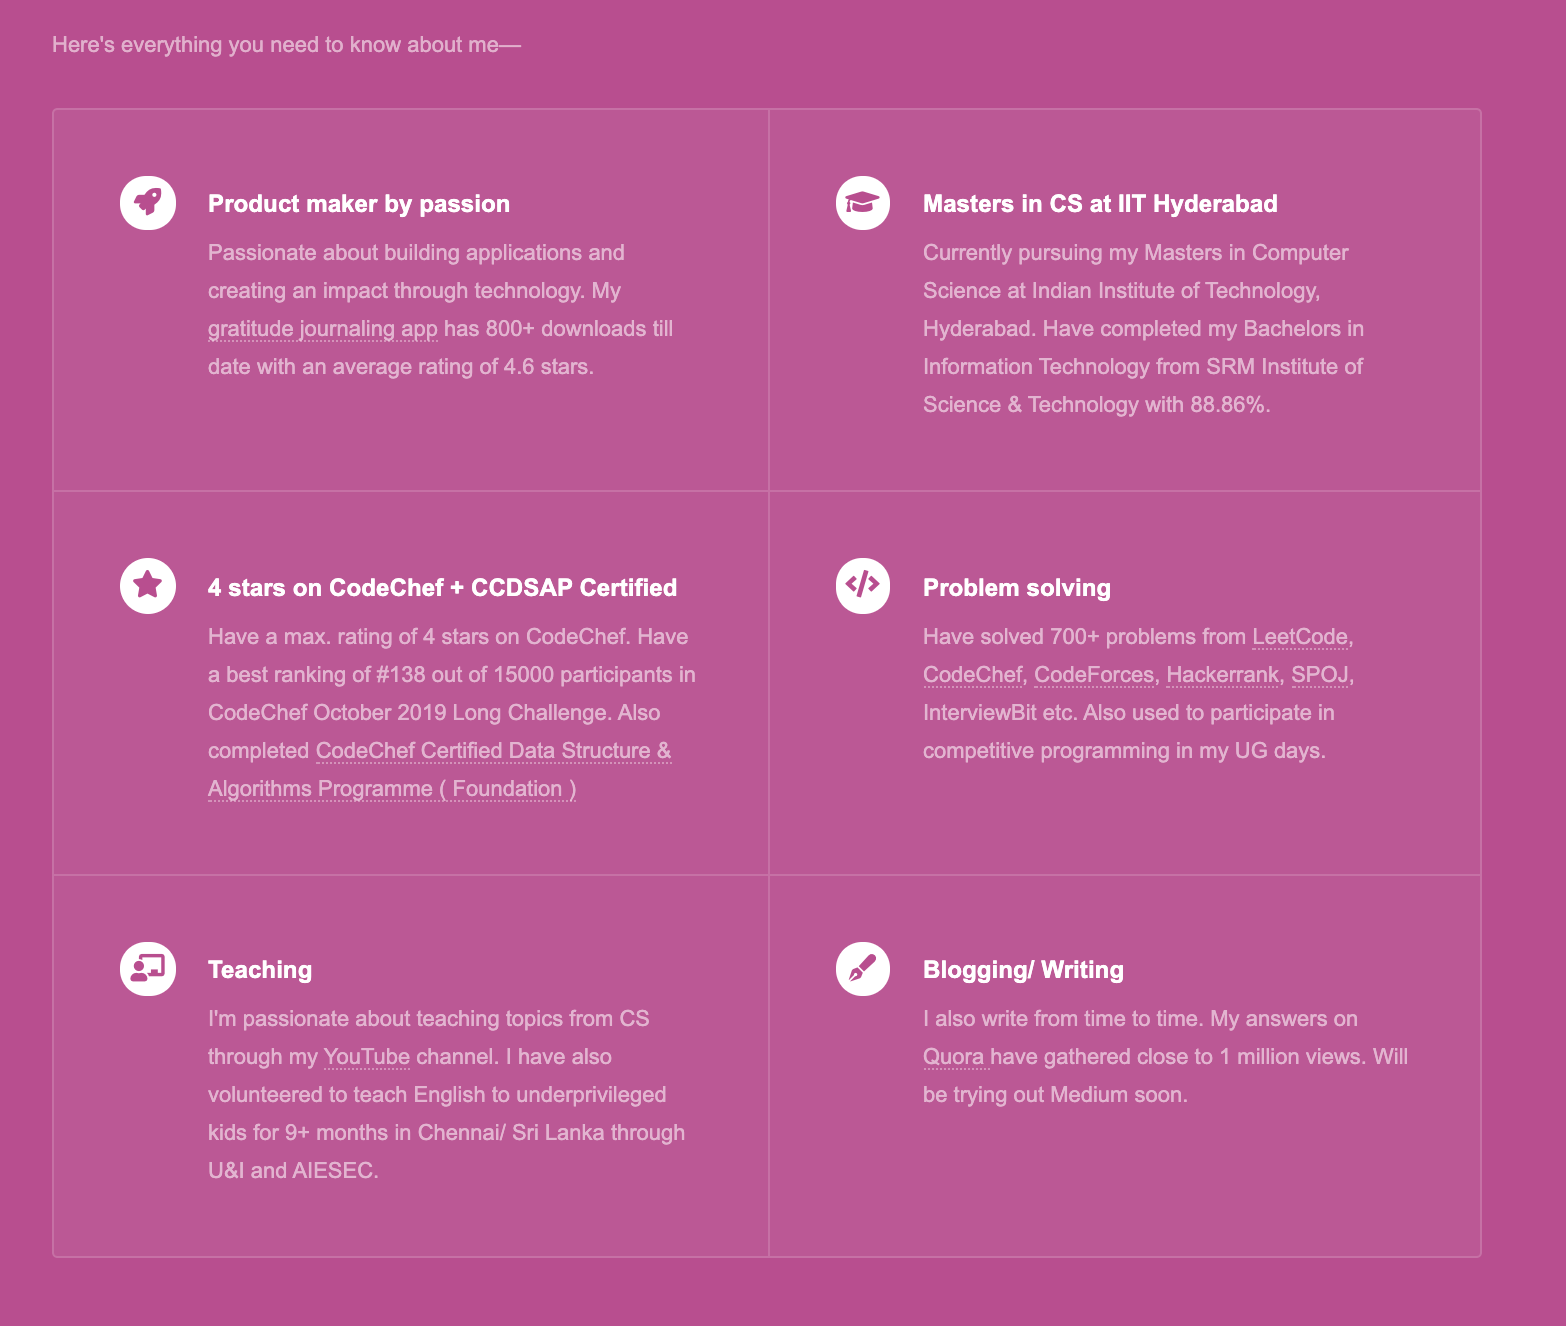 Here's everything you need to know about me—
Product maker by passion
Passionate about building applications and
creating an impact through technology. My
gratitude journaling app has 800+ downloads till
date with an average rating of 4.6 stars.
Masters in CS at IIT Hyderabad
Currently pursuing my Masters in Computer
Science at Indian Institute of Technology,
Hyderabad. Have completed my Bachelors in
Information Technology from SRM Institute of
Science & Technology with 88.86%.
4 stars on CodeChef + CCDSAP Certified
Have a max. rating of 4 stars on CodeChef. Have
a best ranking of #138 out of 15000 participants in
CodeChef October 2019 Long Challenge. Also
completed CodeChef Certified Data Structure &
Algorithms Programme ( Foundation )
Problem solving
Have solved 700+ problems from LeetCode,
CodeChef, CodeForces, Hackerrank, SPOJ,
InterviewBit etc. Also used to participate in
competitive programming in my UG days.
Teaching
I'm passionate about teaching topics from CS
through my YouTube channel. I have also
volunteered to teach English to underprivileged
kids for 9+ months in Chennai/ Sri Lanka through
U&I and AIESEC.
Blogging/ Writing
I also write from time to time. My answers on
Quora have gathered close to 1 million views. Will
be trying out Medium soon.